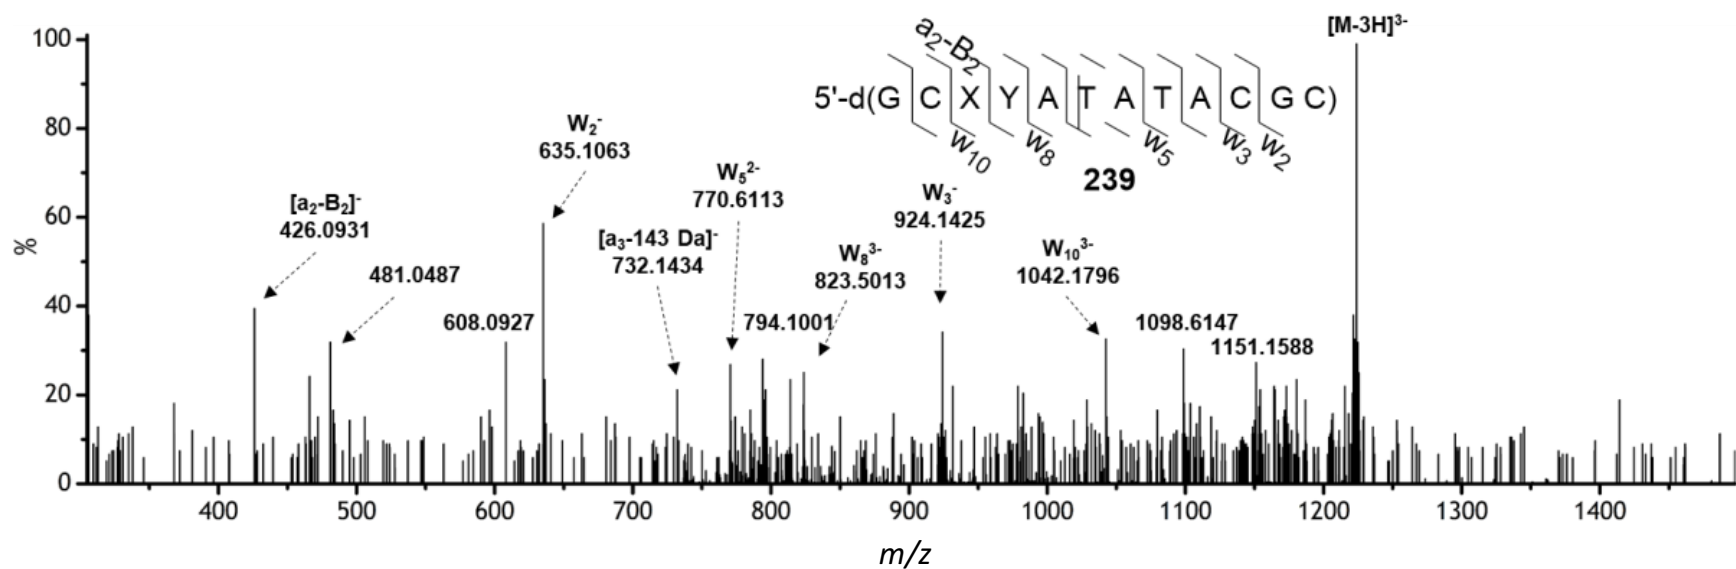 [M-3H]³⁻
a₂-B₂
5'-d(G C X Y A T A T A C G C)
W₁₀ W₈ W₅ W₃ W₂
239
W₂⁻
635.1063
W₅²⁻
770.6113
W₃⁻
924.1425
[a₂-B₂]⁻
426.0931
[a₃-143 Da]⁻
732.1434
W₈³⁻
823.5013
W₁₀³⁻
1042.1796
481.0487
608.0927
794.1001
1098.6147
1151.1588
%
100
80
60
40
20
0
400 500 600 700 800 900 1000 1100 1200 1300 1400
m/z